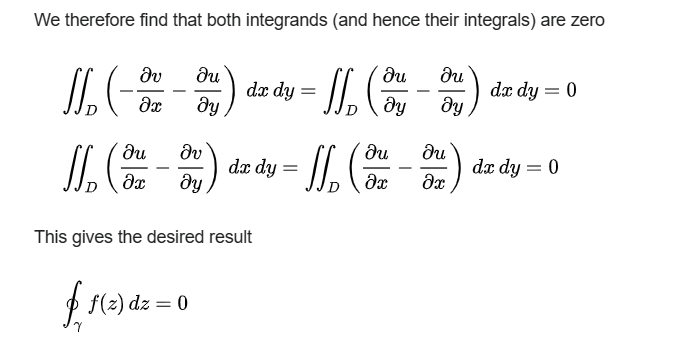 We therefore find that both integrands (and hence their integrals) are zero
∬_D (−∂v/∂x − ∂u/∂y) dx dy = ∬_D (∂u/∂y − ∂u/∂y) dx dy = 0
∬_D (∂u/∂x − ∂v/∂y) dx dy = ∬_D (∂u/∂x − ∂u/∂x) dx dy = 0
This gives the desired result
∮_γ f(z) dz = 0